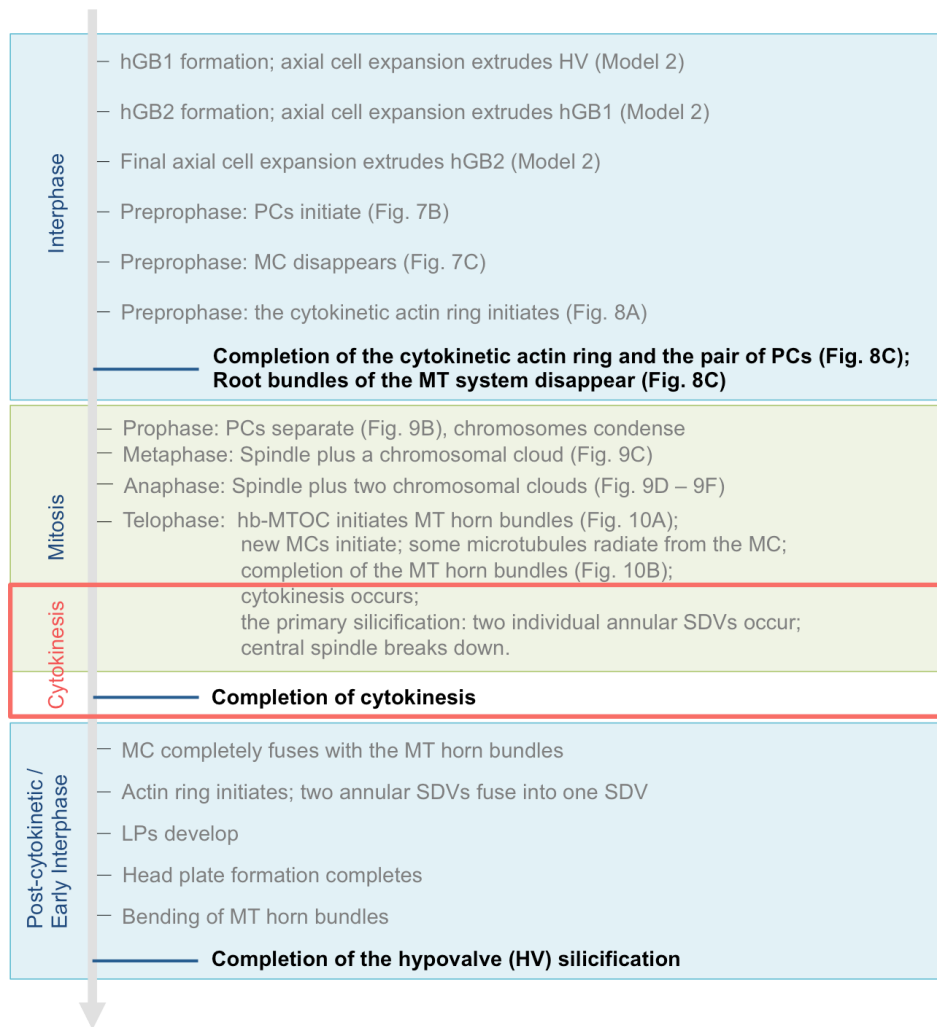 Interphase
hGB1 formation; axial cell expansion extrudes HV (Model 2)
hGB2 formation; axial cell expansion extrudes hGB1 (Model 2)
Final axial cell expansion extrudes hGB2 (Model 2)
Preprophase: PCs initiate (Fig. 7B)
Preprophase: MC disappears (Fig. 7C)
Preprophase: the cytokinetic actin ring initiates (Fig. 8A)
Completion of the cytokinetic actin ring and the pair of PCs (Fig. 8C);
Root bundles of the MT system disappear (Fig. 8C)
Mitosis
Prophase: PCs separate (Fig. 9B), chromosomes condense
Metaphase: Spindle plus a chromosomal cloud (Fig. 9C)
Anaphase: Spindle plus two chromosomal clouds (Fig. 9D – 9F)
Telophase: hb-MTOC initiates MT horn bundles (Fig. 10A);
new MCs initiate; some microtubules radiate from the MC;
completion of the MT horn bundles (Fig. 10B);
Cytokinesis
cytokinesis occurs;
the primary silicification: two individual annular SDVs occur;
central spindle breaks down.
Completion of cytokinesis
Post-cytokinetic /
Early Interphase
MC completely fuses with the MT horn bundles
Actin ring initiates; two annular SDVs fuse into one SDV
LPs develop
Head plate formation completes
Bending of MT horn bundles
Completion of the hypovalve (HV) silicification